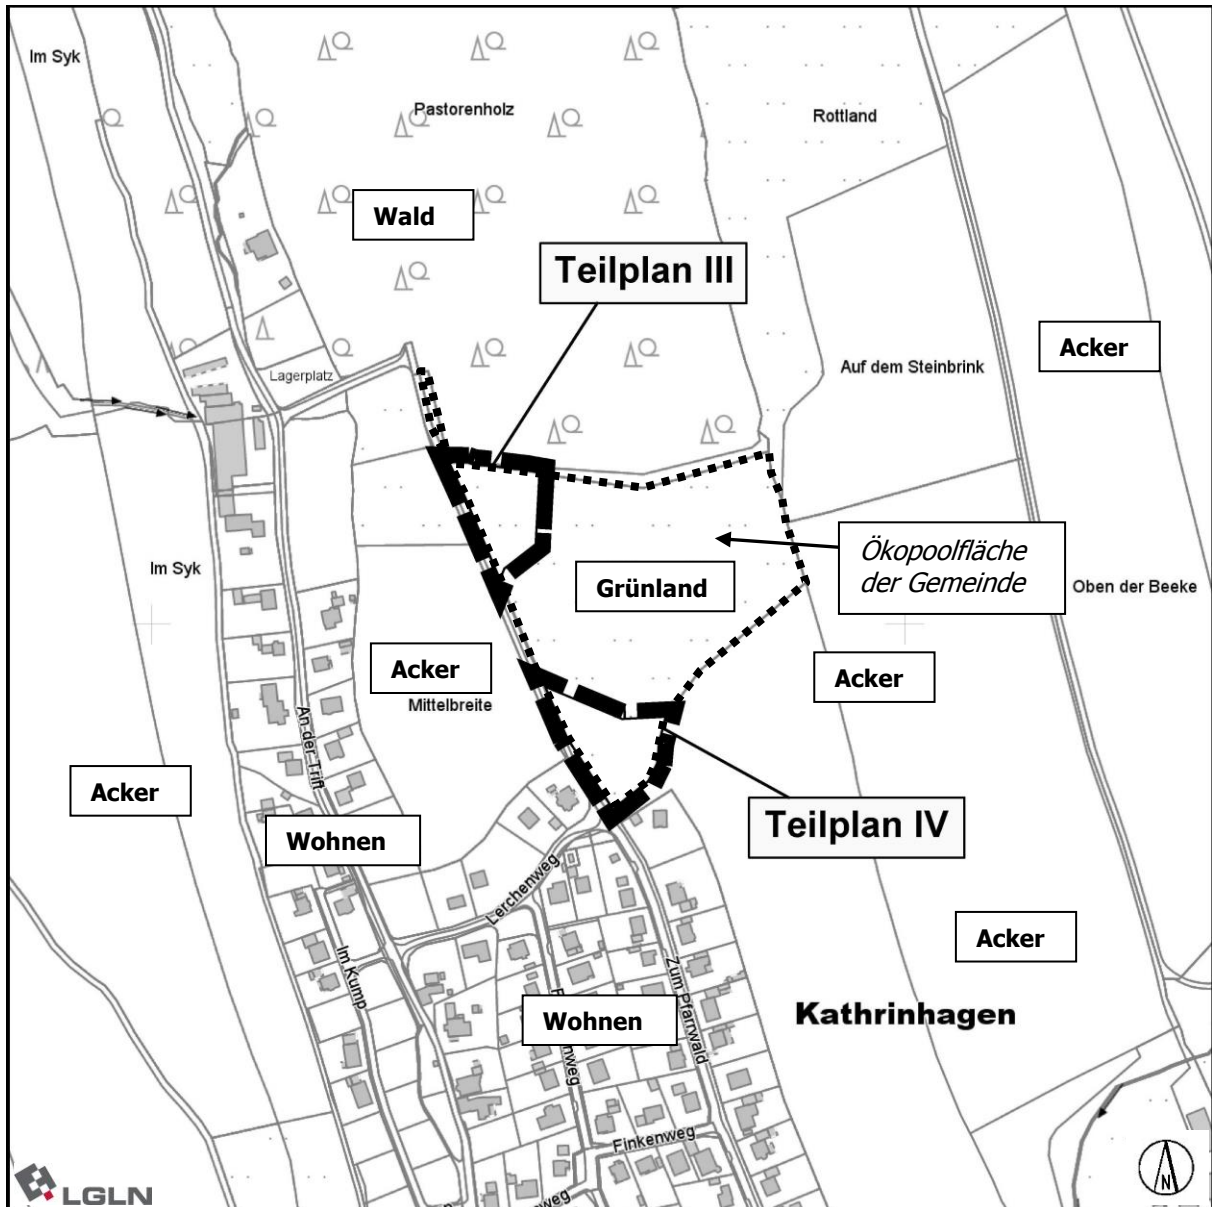 Im Syk
Pastorenholz
Rottland
Wald
Teilplan III
Acker
Lagerplatz
Auf dem Steinbrink
Ökopoolfläche
der Gemeinde
Im Syk
Grünland
Oben der Beeke
Acker
Mittelbreite
Acker
An der Trift
Acker
Wohnen
Teilplan IV
Lerchenweg
Acker
Im Kump
Zum Pfarrwald
Wohnen
Kathrinhagen
Finkenweg
N
LGLN